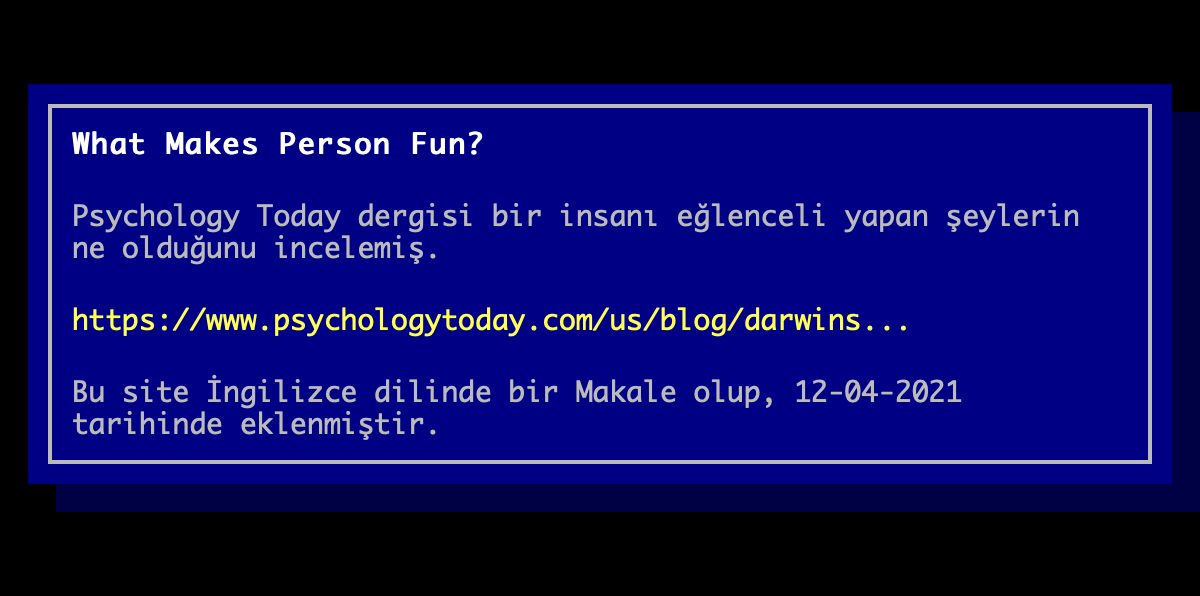 What Makes Person Fun?
Psychology Today dergisi bir insanı eğlenceli yapan şeylerin
ne olduğunu incelemiş.
https://www.psychologytoday.com/us/blog/darwins...
Bu site İngilizce dilinde bir Makale olup, 12-04-2021
tarihinde eklenmiştir.